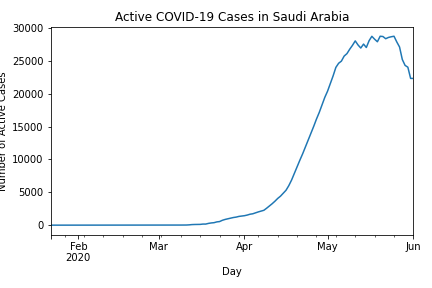 Active COVID-19 Cases in Saudi Arabia
Number of Active Cases
30000
25000
20000
15000
10000
5000
0
Feb
2020
Mar
Apr
May
Jun
Day